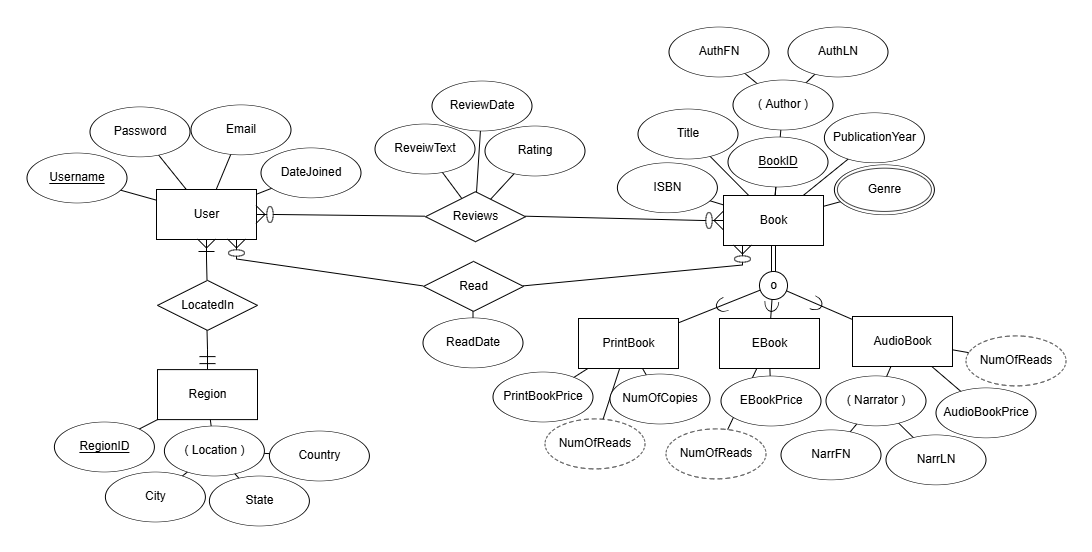 AuthFN
AuthLN
( Author )
ReviewDate
Password
Email
ReveiwText
Rating
Title
PublicationYear
BookID
Username
DateJoined
ISBN
Genre
User
Reviews
Book
LocatedIn
Read
o
ReadDate
PrintBook
EBook
AudioBook
NumOfReads
Region
PrintBookPrice
NumOfCopies
EBookPrice
( Narrator )
AudioBookPrice
NumOfReads
NumOfReads
NarrFN
NarrLN
RegionID
( Location )
Country
City
State